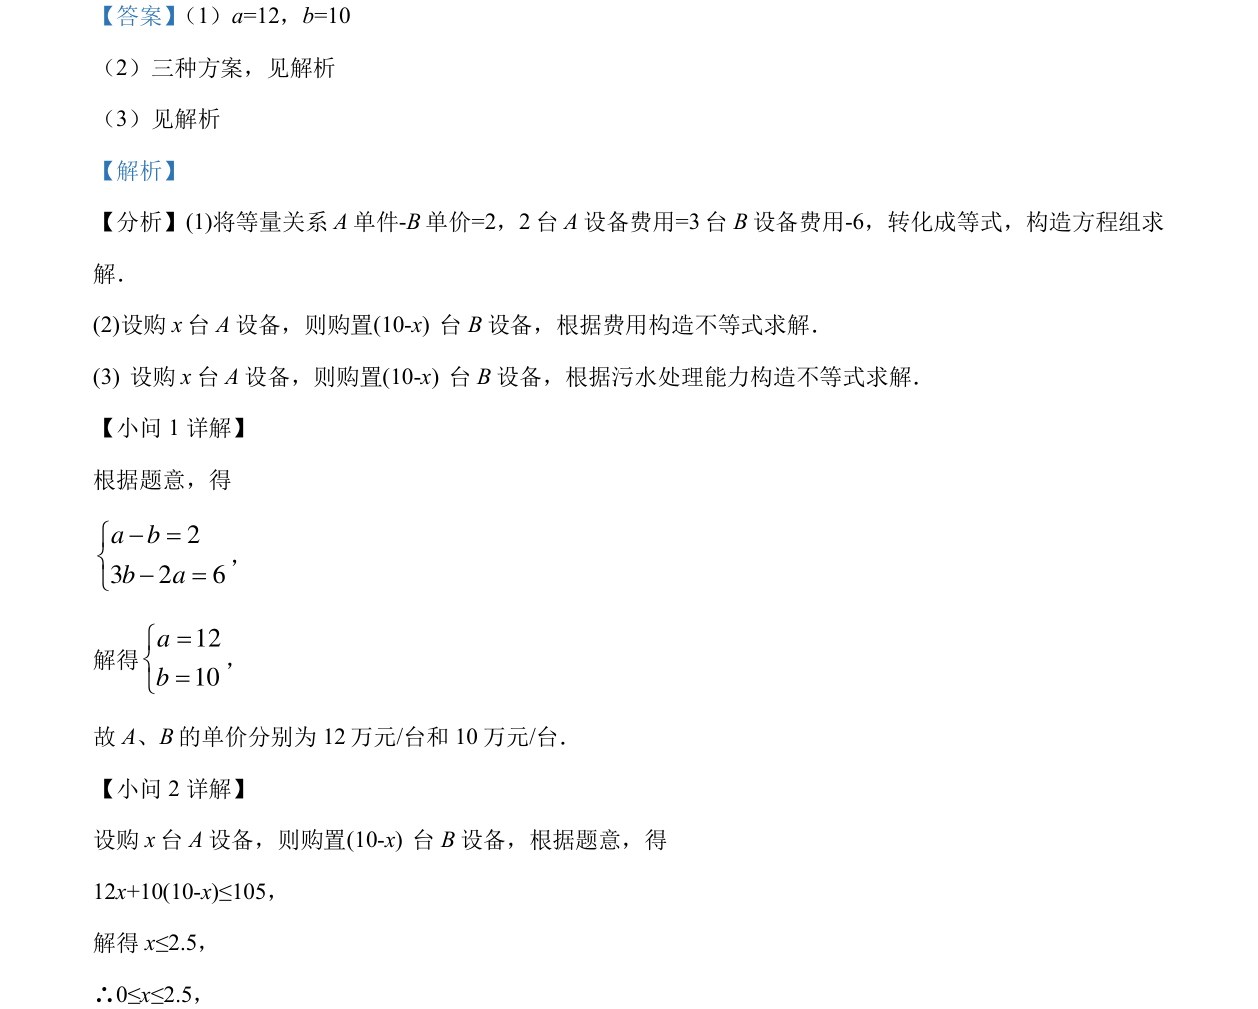 【答案】（1）a=12，b=10
（2）三种方案，见解析
（3）见解析
【解析】
【分析】(1)将等量关系 A 单件-B 单价=2，2 台 A 设备费用=3 台 B 设备费用-6，转化成等式，构造方程组求
解．
(2)设购 x 台 A 设备，则购置(10-x) 台 B 设备，根据费用构造不等式求解．
(3) 设购 x 台 A 设备，则购置(10-x) 台 B 设备，根据污水处理能力构造不等式求解．
【小问 1 详解】
根据题意，得
{a－b = 2
3b－2a = 6，
解得{a = 12
b = 10，
故 A、B 的单价分别为 12 万元/台和 10 万元/台．
【小问 2 详解】
设购 x 台 A 设备，则购置(10-x) 台 B 设备，根据题意，得
12x+10(10-x)≤105，
解得 x≤2.5，
∴0≤x≤2.5，